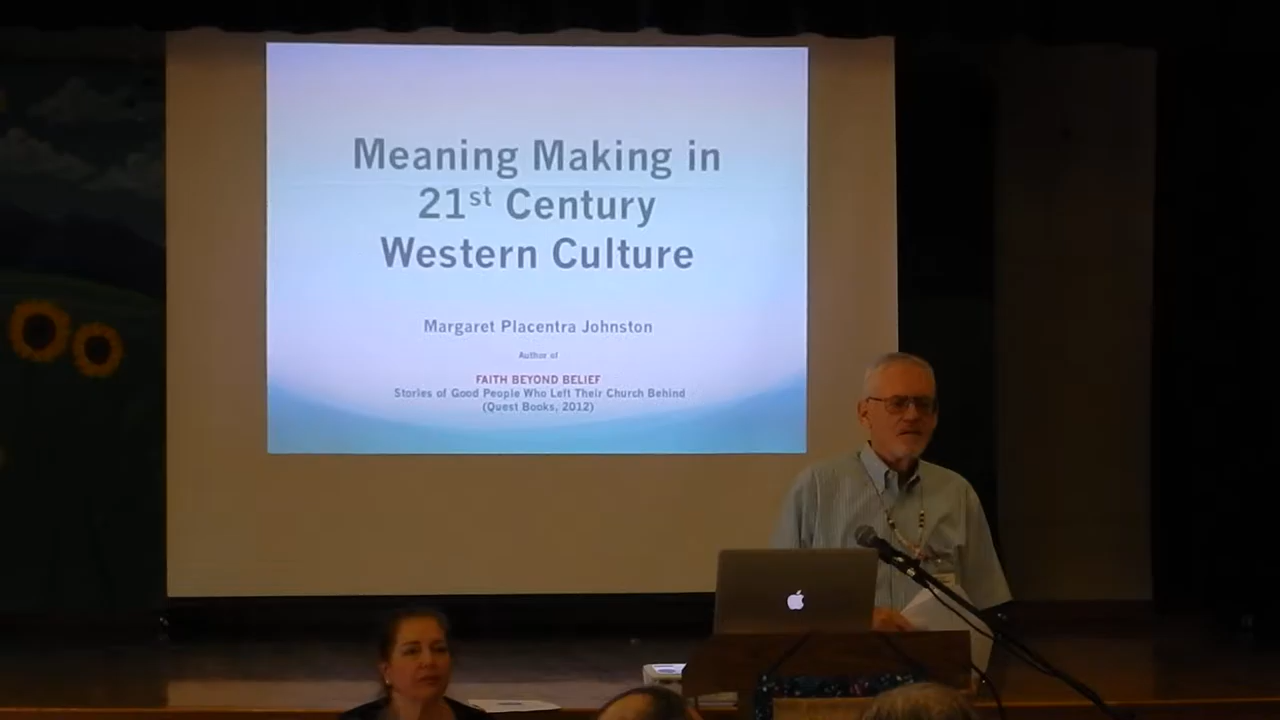 Meaning Making in
21st Century
Western Culture
Margaret Placentra Johnston
Author of
FAITH BEYOND BELIEF
Stories of Good People Who Left Their Church Behind
(Quest Books, 2012)